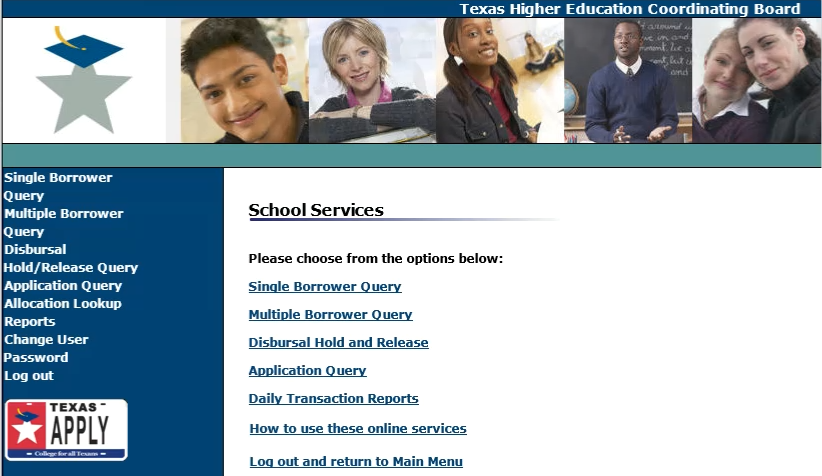 Texas Higher Education Coordinating Board
Single Borrower
Query
Multiple Borrower
Query
Disbursal
Hold/Release Query
Application Query
Allocation Lookup
Reports
Change User
Password
Log out
TEXAS
APPLY
College for all Texans
School Services
Please choose from the options below:
Single Borrower Query
Multiple Borrower Query
Disbursal Hold and Release
Application Query
Daily Transaction Reports
How to use these online services
Log out and return to Main Menu